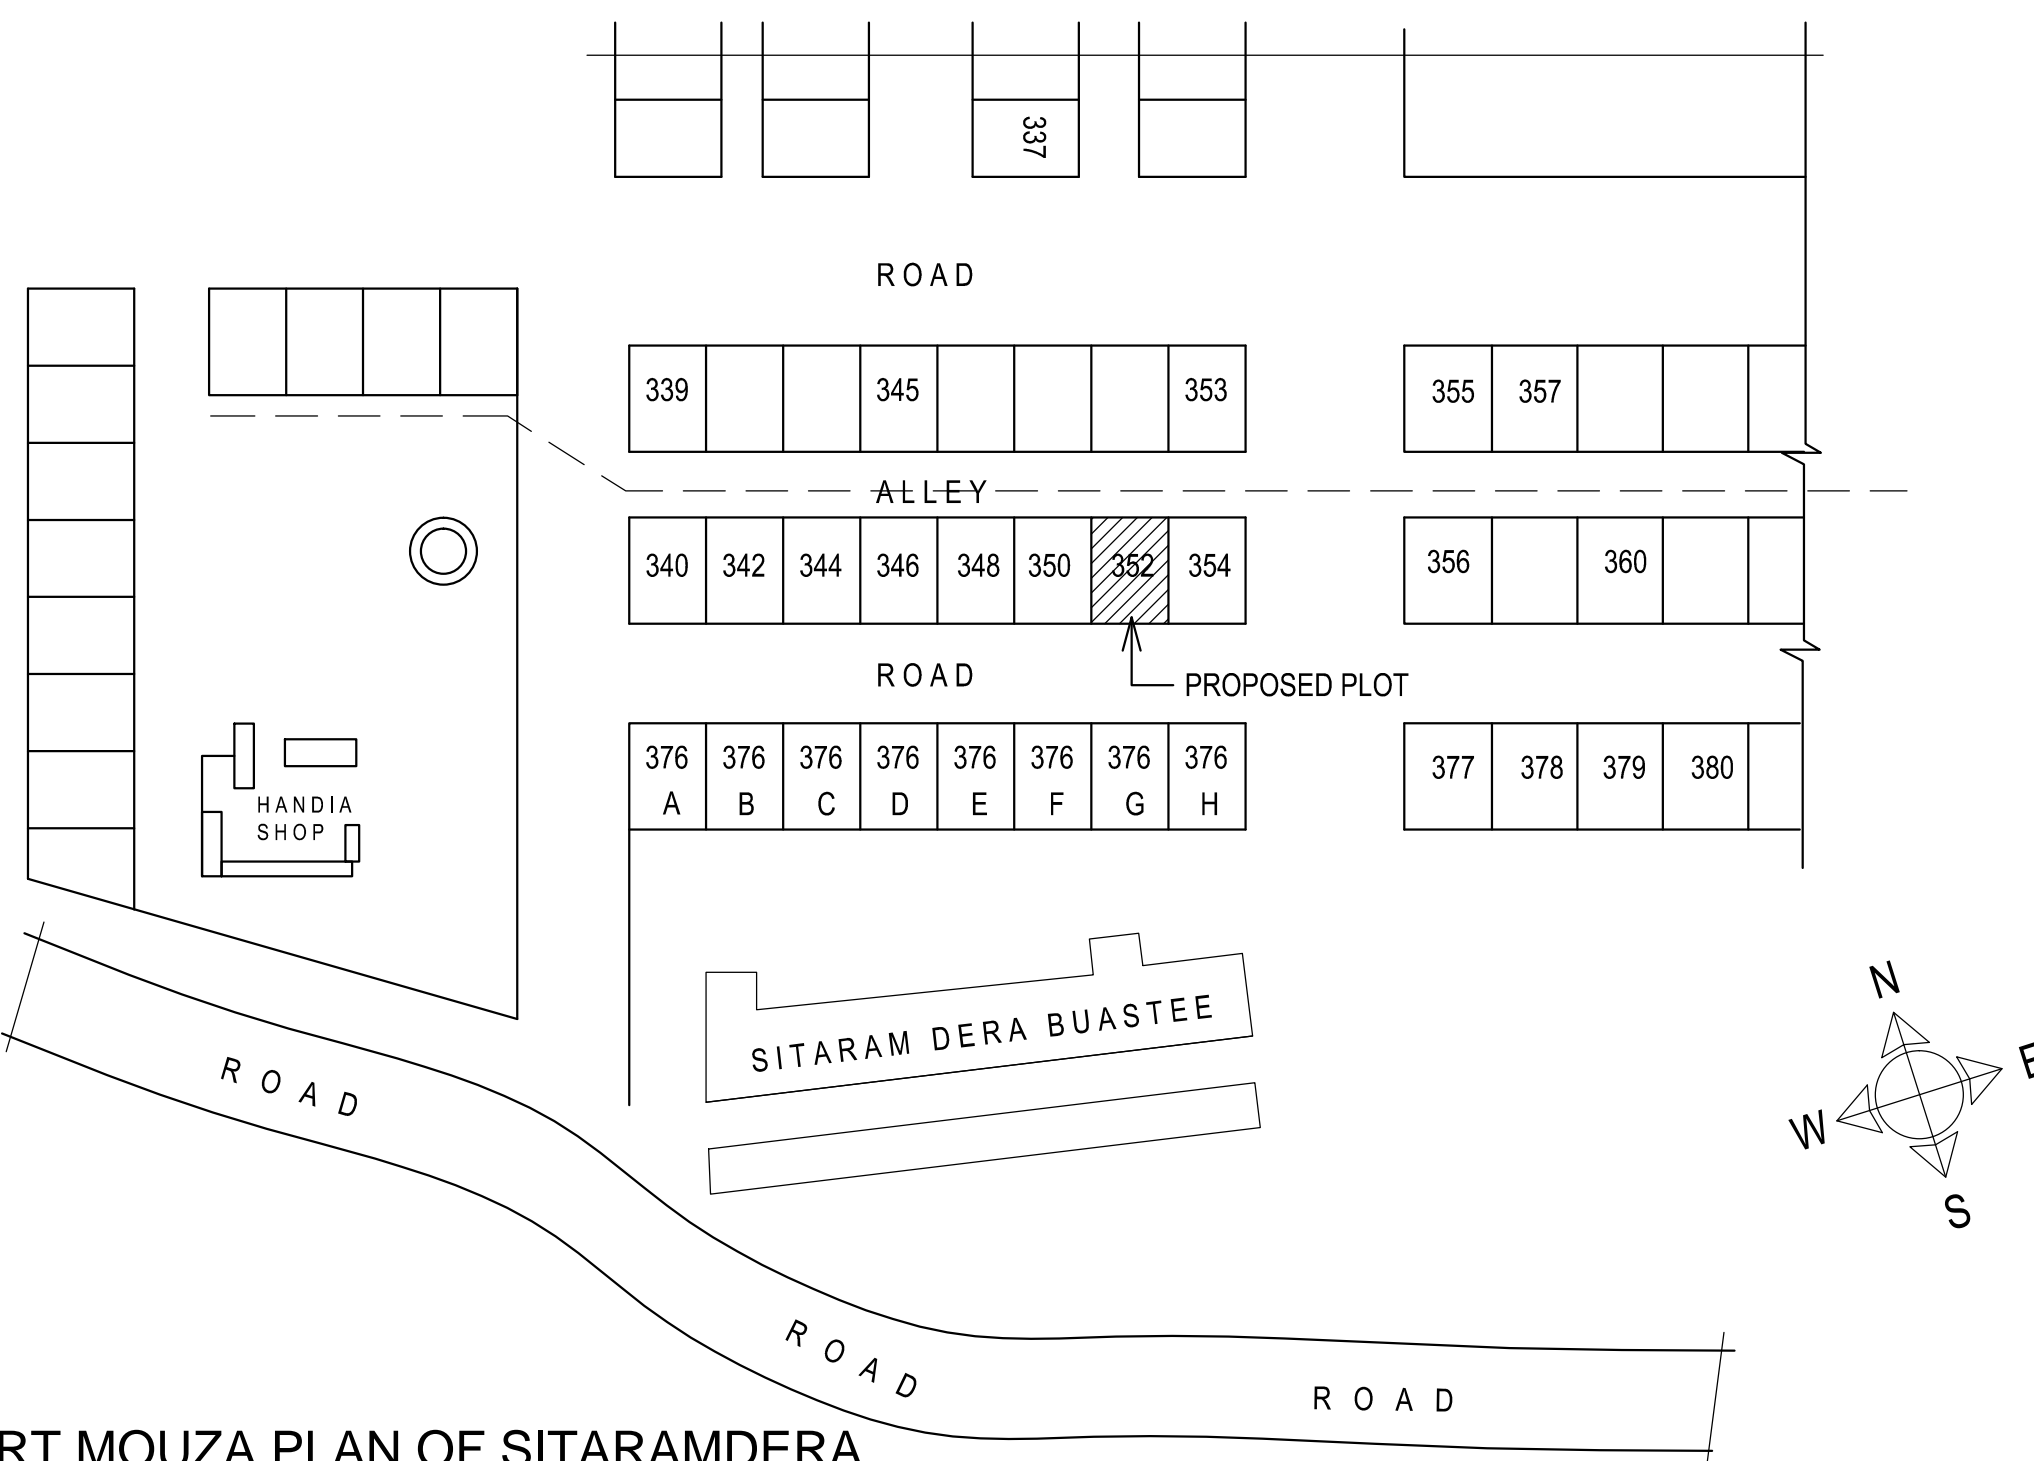 337
ROAD
339 345 353 355 357
ALLEY
340 342 344 346 348 350 352 354 356 360
ROAD
PROPOSED PLOT
376 376 376 376 376 376 376 376
A B C D E F G H
377 378 379 380
HANDIA
SHOP
SITARAM DERA BUASTEE
N
E
W
S
ROAD
ROAD
ROAD
RT MOUZA PLAN OF SITARAMDERA